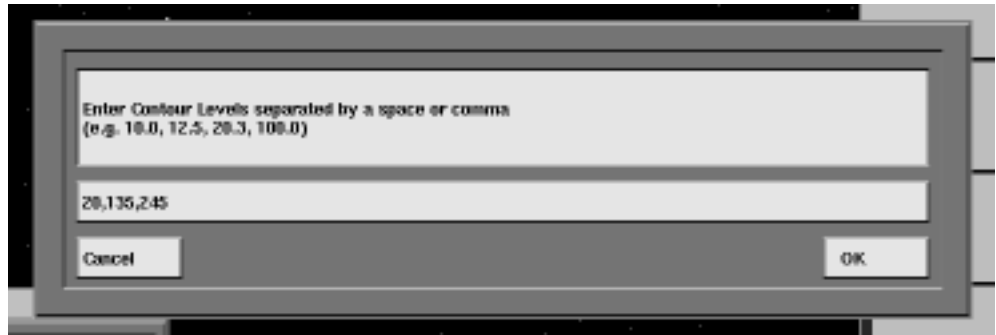 Enter Contour Levels separated by a space or comma
(e.g. 10.0, 12.5, 20.3, 100.0)
20,135,245
Cancel
OK